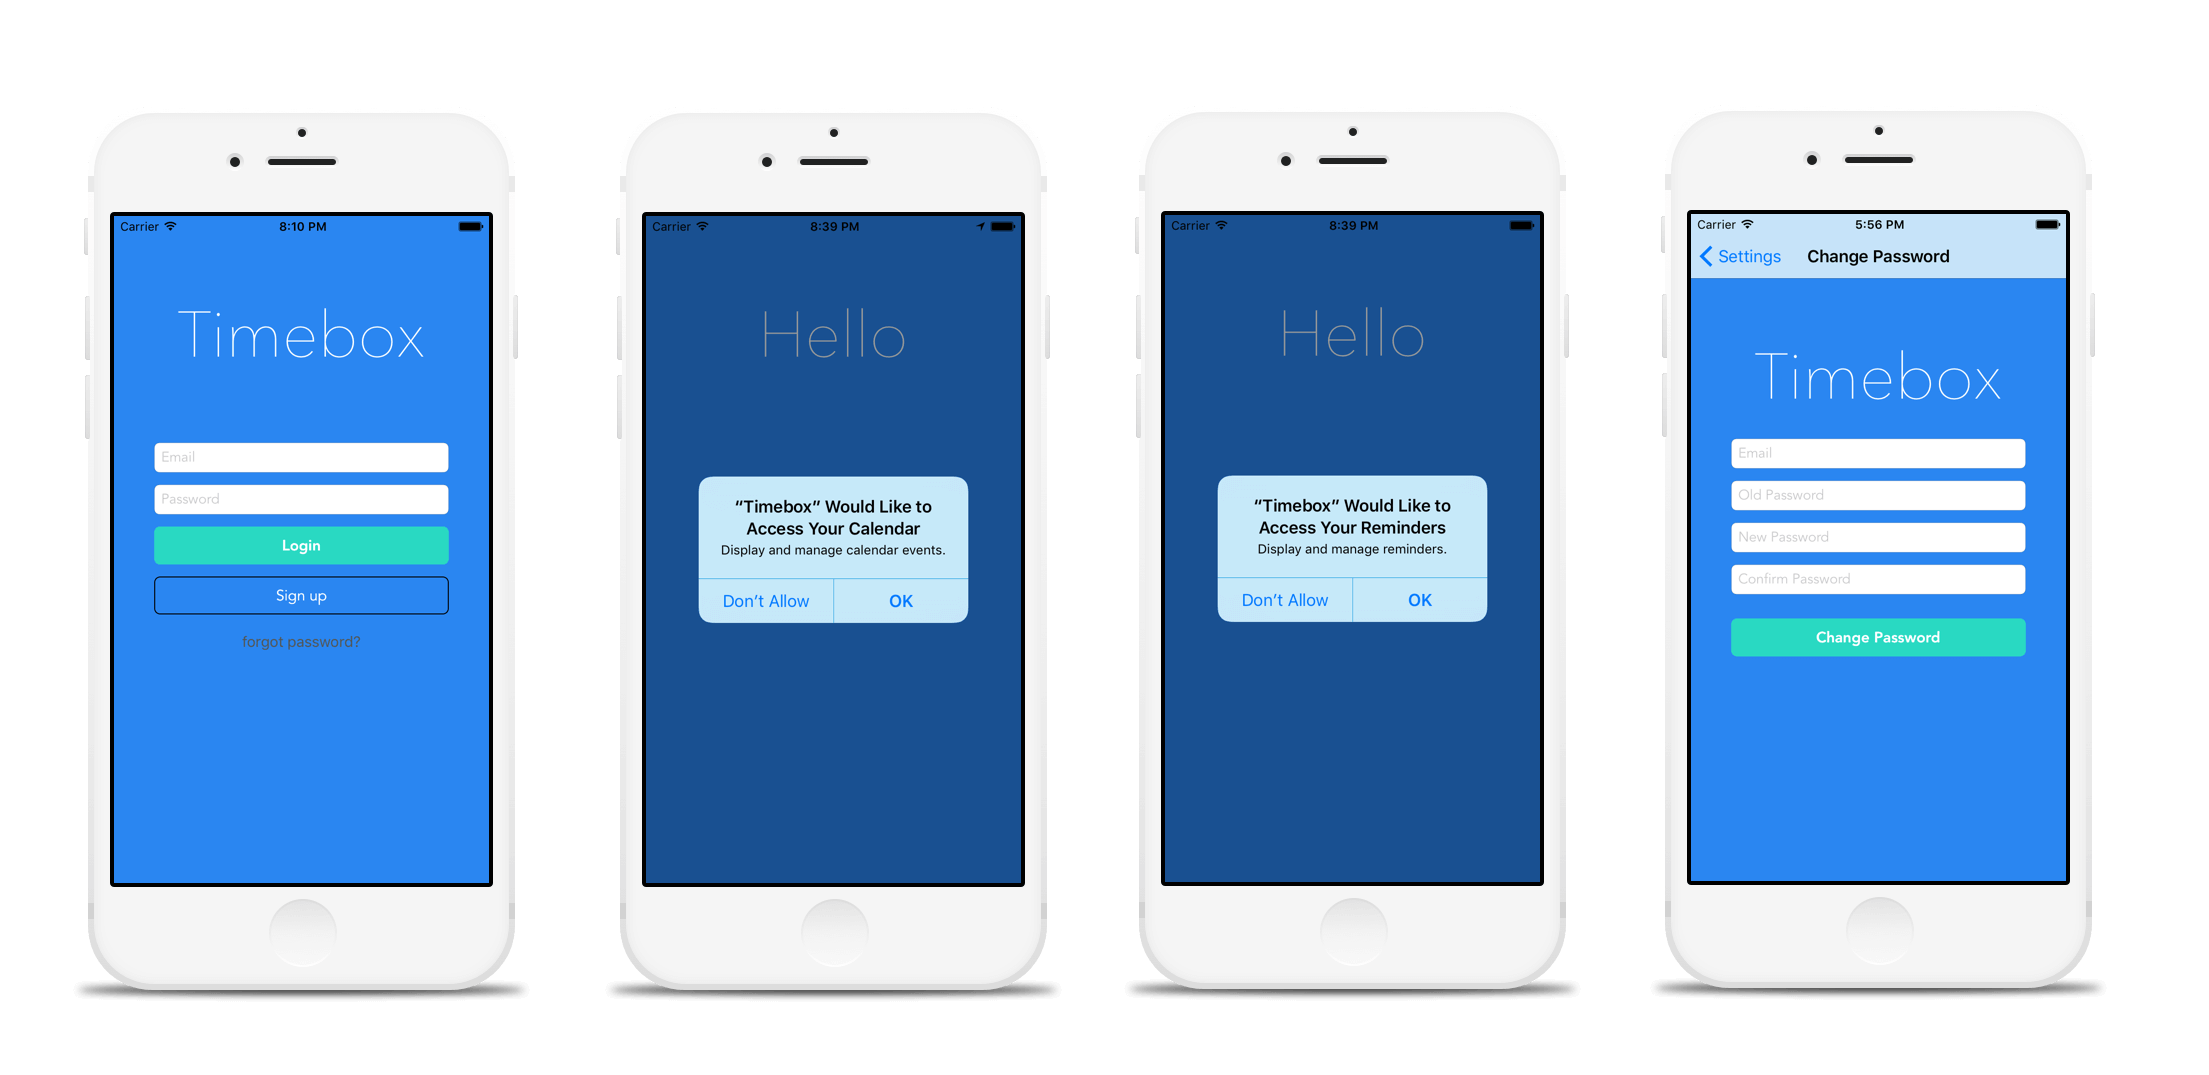 Carrier 8:10 PM
Timebox
Email
Password
Login
Sign up
forgot password?
Carrier 8:39 PM
Hello
“Timebox” Would Like to
Access Your Calendar
Display and manage calendar events.
Don’t Allow OK
Carrier 8:39 PM
Hello
“Timebox” Would Like to
Access Your Reminders
Display and manage reminders.
Don’t Allow OK
Carrier 5:56 PM
Settings Change Password
Timebox
Email
Old Password
New Password
Confirm Password
Change Password